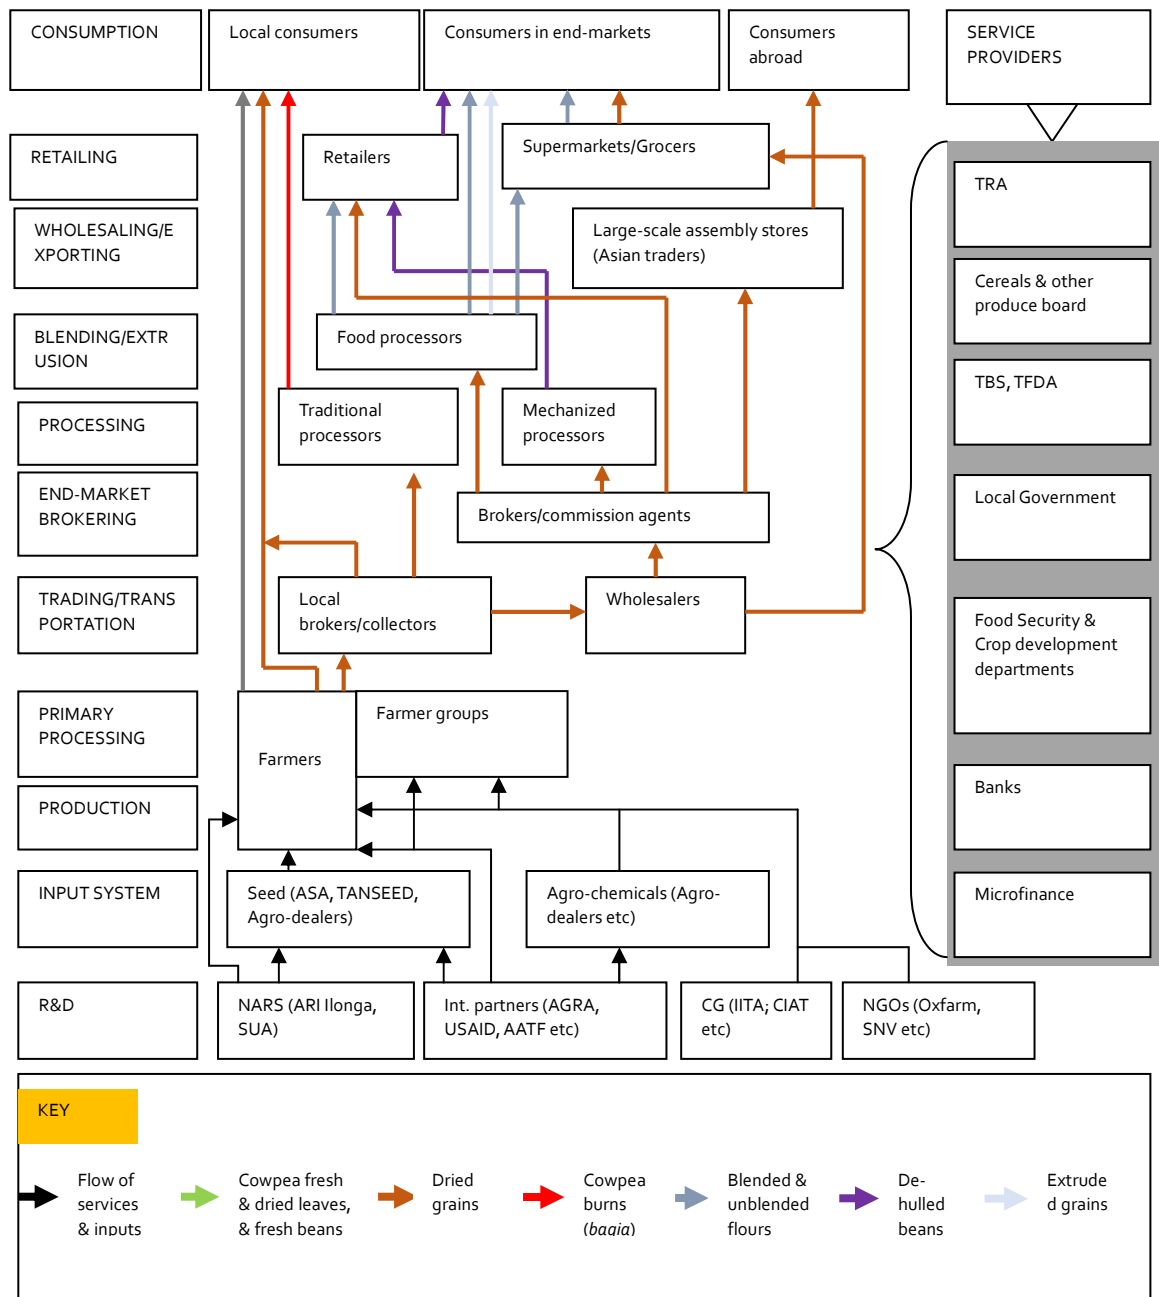 CONSUMPTION
Local consumers
Consumers in end-markets
Consumers
abroad
SERVICE
PROVIDERS
RETAILING
Retailers
Supermarkets/Grocers
TRA
WHOLESALING/E
XPORTING
Large-scale assembly stores
(Asian traders)
Cereals & other
produce board
BLENDING/EXTR
USION
Food processors
TBS, TFDA
PROCESSING
Traditional
processors
Mechanized
processors
END-MARKET
BROKERING
Brokers/commission agents
Local Government
TRADING/TRANS
PORTATION
Local
brokers/collectors
Wholesalers
Food Security &
Crop development
departments
PRIMARY
PROCESSING
Farmers
Farmer groups
PRODUCTION
Banks
INPUT SYSTEM
Seed (ASA, TANSEED,
Agro-dealers)
Agro-chemicals (Agro-
dealers etc)
Microfinance
R&D
NARS (ARI Ilonga,
SUA)
Int. partners (AGRA,
USAID, AATF etc)
CG (IITA; CIAT
etc)
NGOs (Oxfarm,
SNV etc)
KEY
Flow of
services
& inputs
Cowpea fresh
& dried leaves,
& fresh beans
Dried
grains
Cowpea
burns
(bagia)
Blended &
unblended
flours
De-
hulled
beans
Extrude
d grains